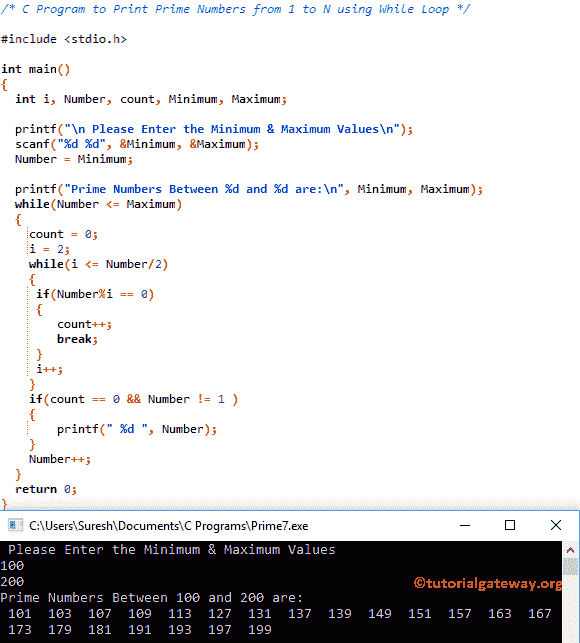 /* C Program to Print Prime Numbers from 1 to N using While Loop */
#include <stdio.h>
int main()
{
int i, Number, count, Minimum, Maximum;
printf("\n Please Enter the Minimum & Maximum Values\n");
scanf("%d %d", &Minimum, &Maximum);
Number = Minimum;
printf("Prime Numbers Between %d and %d are:\n", Minimum, Maximum);
while(Number <= Maximum)
{
count = 0;
i = 2;
while(i <= Number/2)
{
if(Number%i == 0)
{
count++;
break;
}
i++;
}
if(count == 0 && Number != 1 )
{
printf(" %d ", Number);
}
Number++;
}
return 0;
}
C:\Users\Suresh\Documents\C Programs\Prime7.exe
Please Enter the Minimum & Maximum Values
100
200
©tutorialgateway.org
Prime Numbers Between 100 and 200 are:
101 103 107 109 113 127 131 137 139 149 151 157 163 167
173 179 181 191 193 197 199